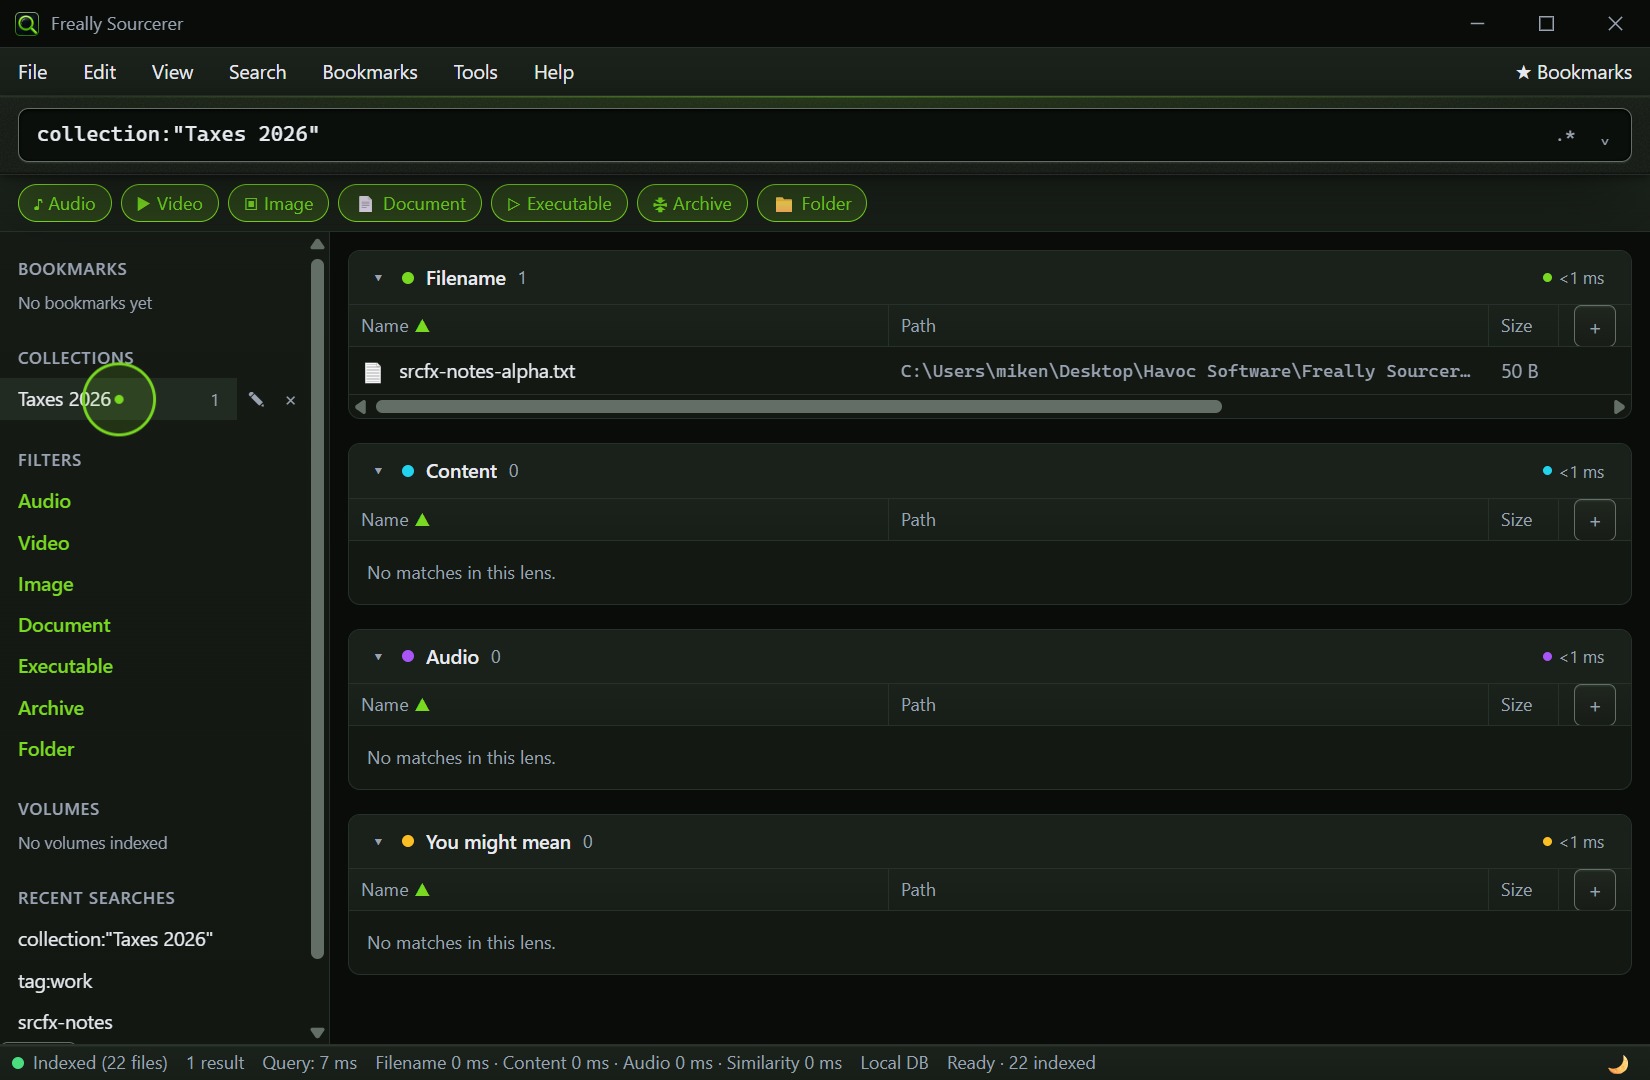 Freally Sourcerer
File Edit View Search Bookmarks Tools Help ★ Bookmarks
collection:"Taxes 2026" .*
Audio Video Image Document Executable Archive Folder
BOOKMARKS
No bookmarks yet
COLLECTIONS
Taxes 2026 1
FILTERS
Audio
Video
Image
Document
Executable
Archive
Folder
VOLUMES
No volumes indexed
RECENT SEARCHES
collection:"Taxes 2026"
tag:work
srcfx-notes
Filename 1 <1 ms
Name Path Size +
srcfx-notes-alpha.txt C:\Users\miken\Desktop\Havoc Software\Freally Sourcer… 50 B
Content 0 <1 ms
Name Path Size +
No matches in this lens.
Audio 0 <1 ms
Name Path Size +
No matches in this lens.
You might mean 0 <1 ms
Name Path Size +
No matches in this lens.
Indexed (22 files) 1 result Query: 7 ms Filename 0 ms · Content 0 ms · Audio 0 ms · Similarity 0 ms Local DB Ready · 22 indexed